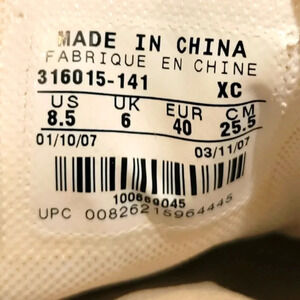 MADE IN CHINA
FABRIQUE EN CHINE
316015-141 XC
US UK EUR CM
8.5 6 40 25.5
01/10/07 03/11/07
100669045
UPC 00826215964445